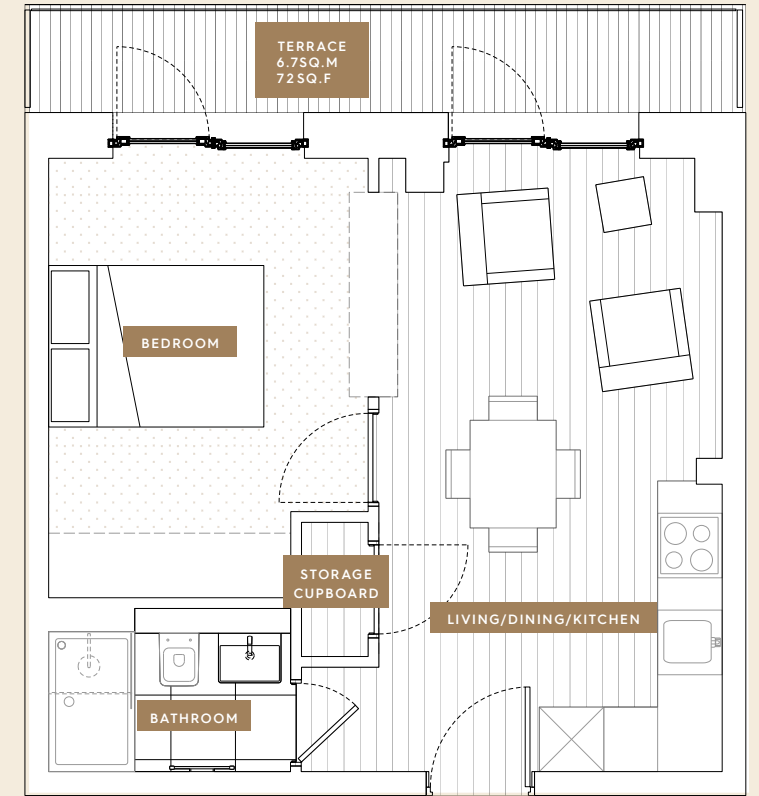 TERRACE
6.7SQ.M
72SQ.F
BEDROOM
STORAGE
CUPBOARD
LIVING/DINING/KITCHEN
BATHROOM